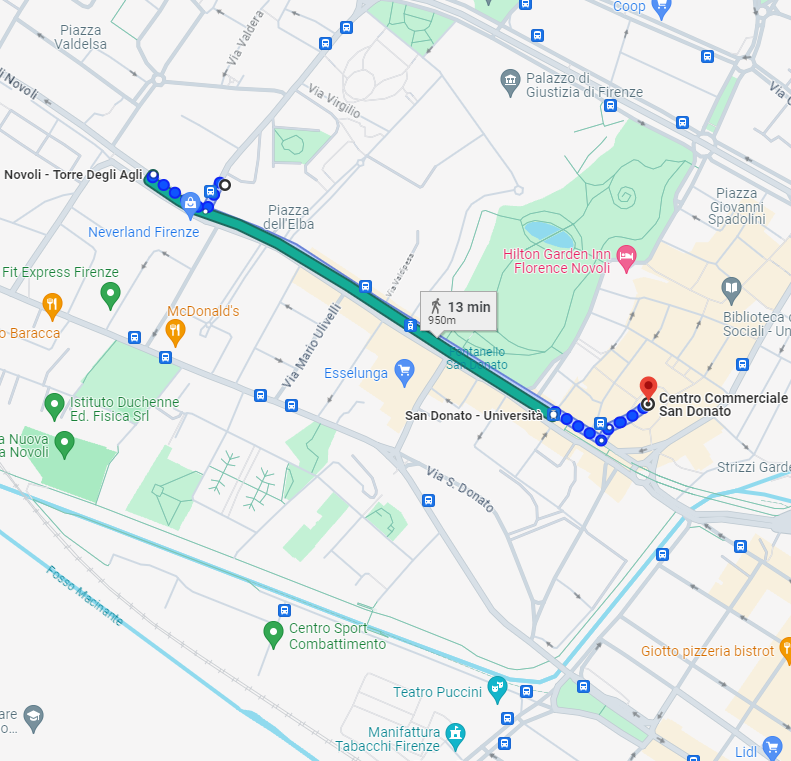 Coop
Piazza
Valdelsa
Via Valdera
di Novoli
Via Virgilio
Palazzo di
Giustizia di Firenze
Novoli - Torre Degli Agli
Piazza
dell'Elba
Neverland Firenze
Piazza
Giovanni
Spadolini
Via Valdipesa
Hilton Garden Inn
Florence Novoli
Fit Express Firenze
13 min
950m
McDonald's
o Baracca
Biblioteca d
Sociali - Un
Via Mario Ulivelli
Fontanello
San Donato
Esselunga
Centro Commerciale
San Donato
Istituto Duchenne
Ed. Fisica Srl
San Donato - Università
a Nuova
a Novoli
Via S. Donato
Strizzi Garde
Fosso Macinante
Centro Sport
Combattimento
Giotto pizzeria bistrot
Teatro Puccini
are
o...
Manifattura
Tabacchi Firenze
Lidl